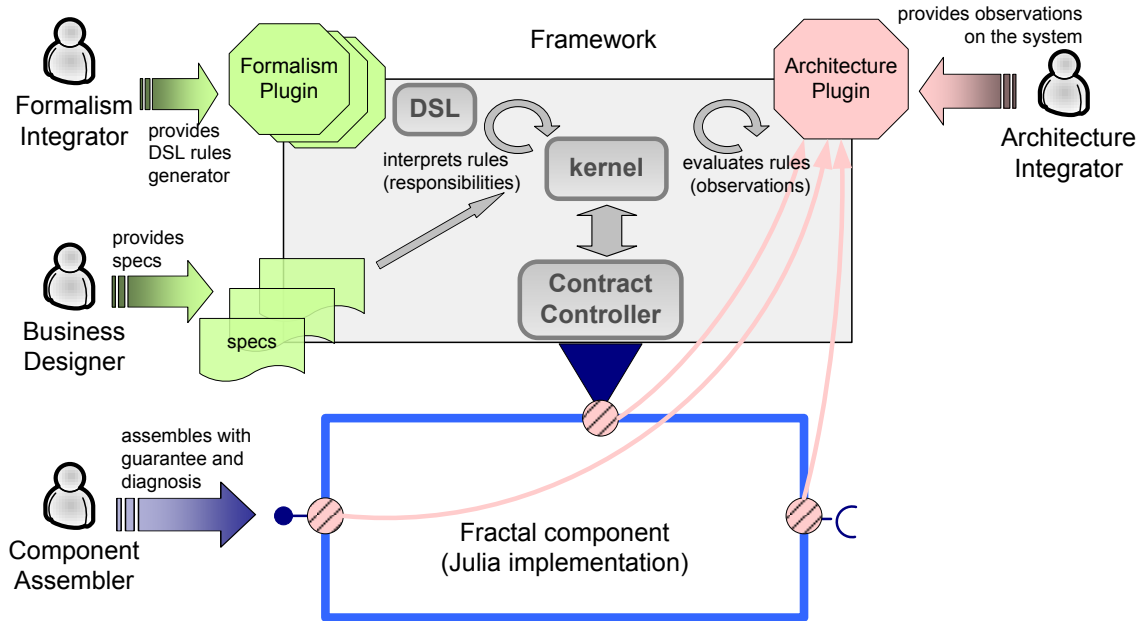 provides observations
on the system
Framework
Formalism
Plugin
Architecture
Plugin
DSL
Formalism
Integrator
provides
DSL rules
generator
interprets rules
(responsibilities)
kernel
evaluates rules
(observations)
Architecture
Integrator
provides
specs
Contract
Controller
Business
Designer
specs
assembles with
guarantee and
diagnosis
Component
Assembler
Fractal component
(Julia implementation)